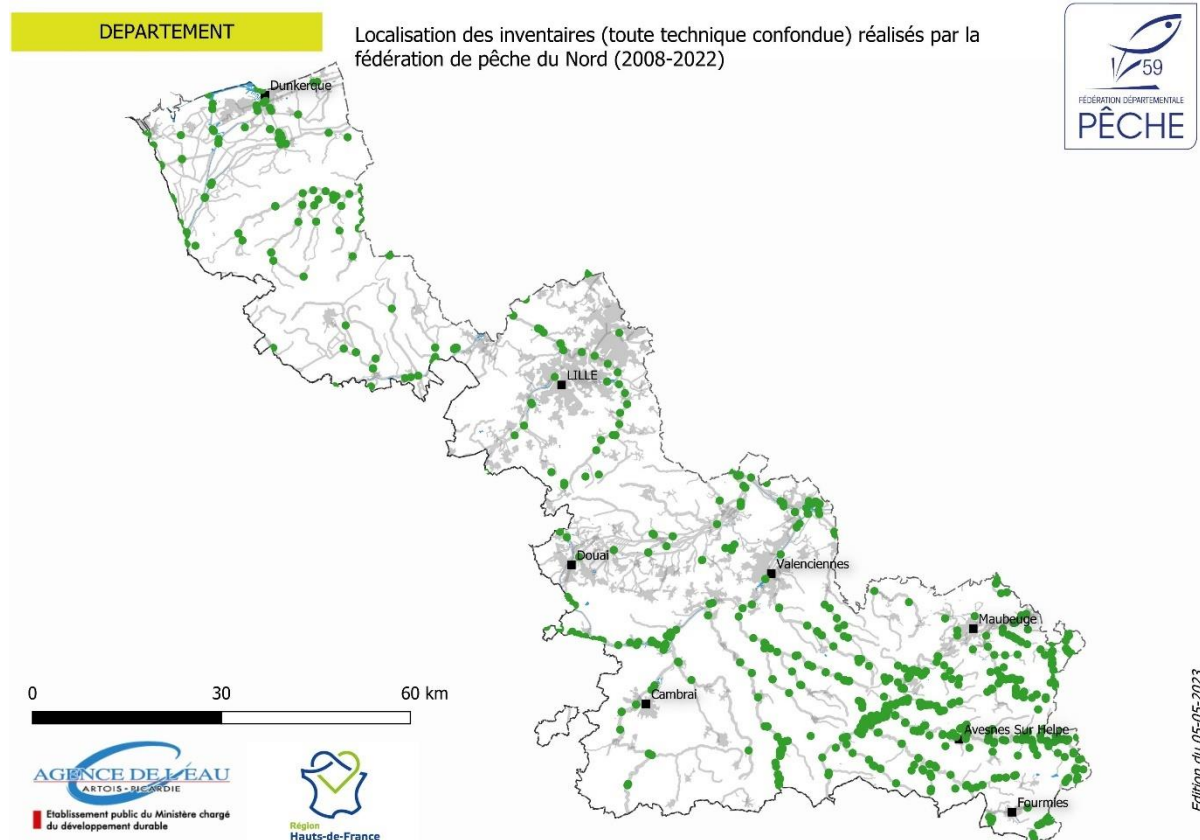 DEPARTEMENT
Localisation des inventaires (toute technique confondue) réalisés par la
fédération de pêche du Nord (2008-2022)
59
FÉDÉRATION DÉPARTEMENTALE
PÊCHE
Dunkerque
LILLE
Douai
Valenciennes
Maubeuge
Cambrai
Avesnes Sur Helpe
Fourmies
0 30 60 km
AGENCE DE L'EAU
ARTOIS - PICARDIE
Etablissement public du Ministère chargé
du développement durable
Région
Hauts-de-France
Edition du 05-05-2023